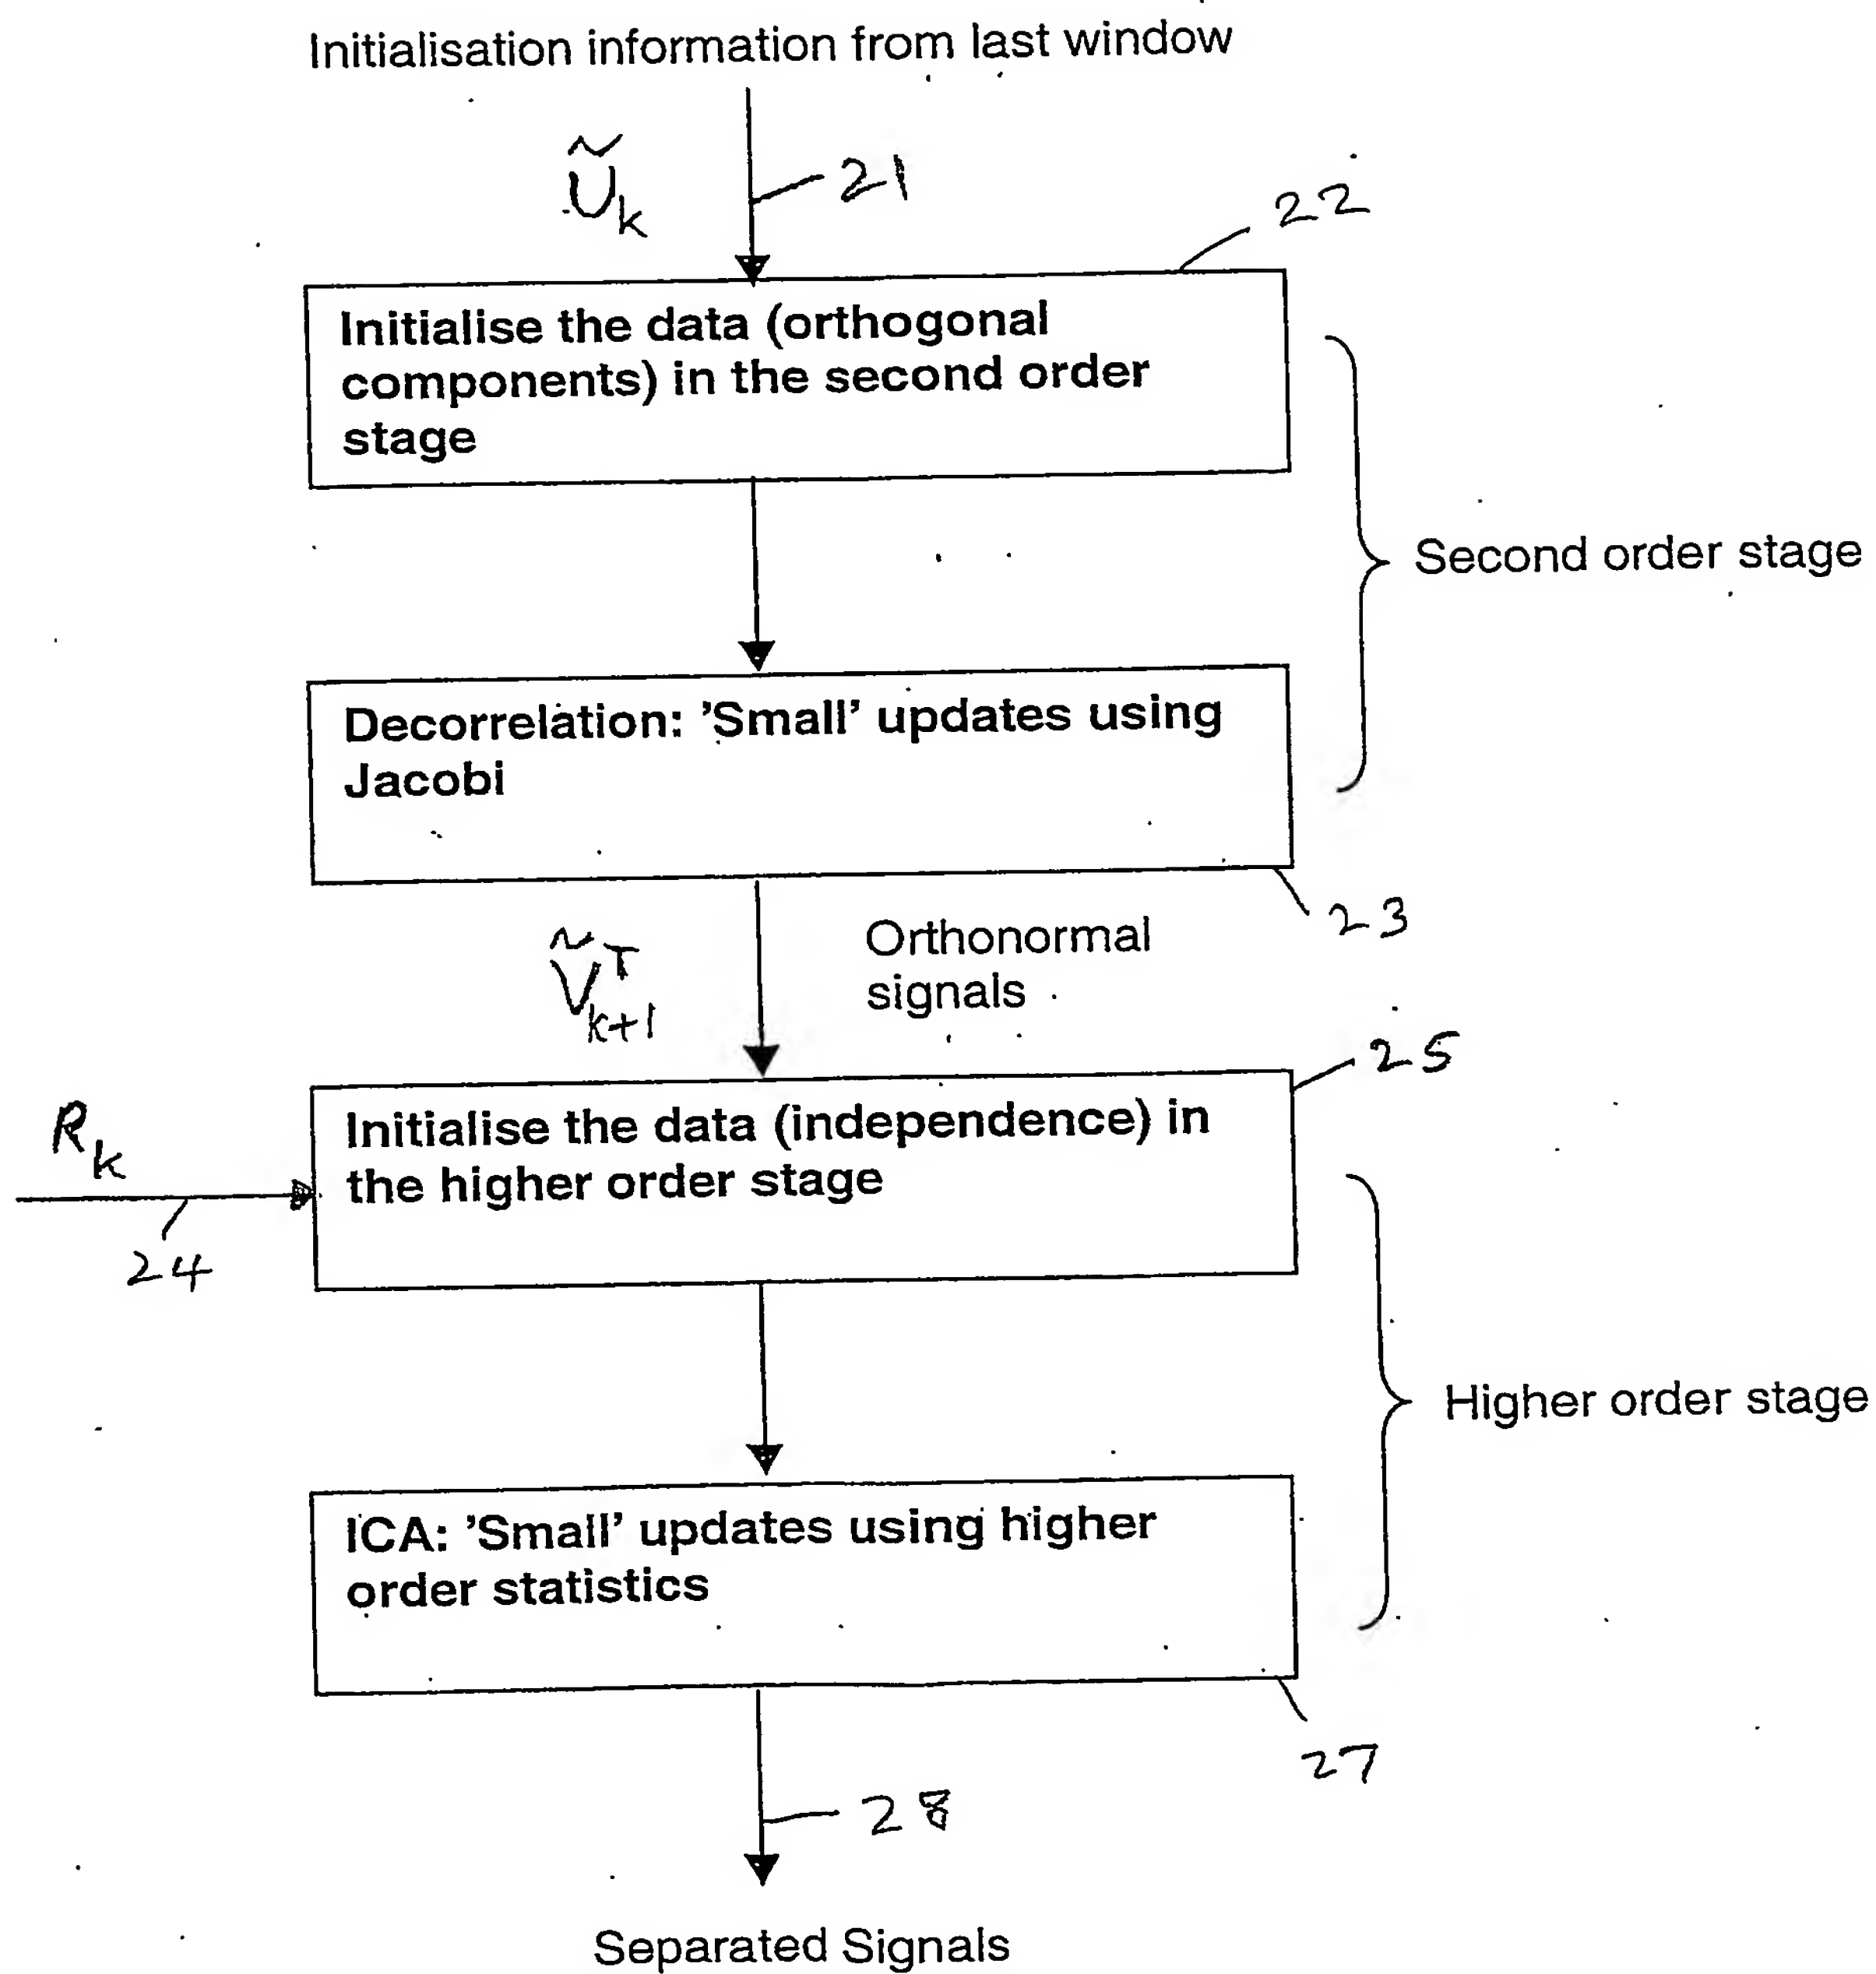 Initialisation information from last window
Ũk
21
22
Initialise the data (orthogonal
components) in the second order
stage
Second order stage
Decorrelation: ’Small’ updates using
Jacobi
23
Ṽᵀk+1
Orthonormal
signals
25
Rk
24
Initialise the data (independence) in
the higher order stage
Higher order stage
ICA: ’Small’ updates using higher
order statistics
27
28
Separated Signals